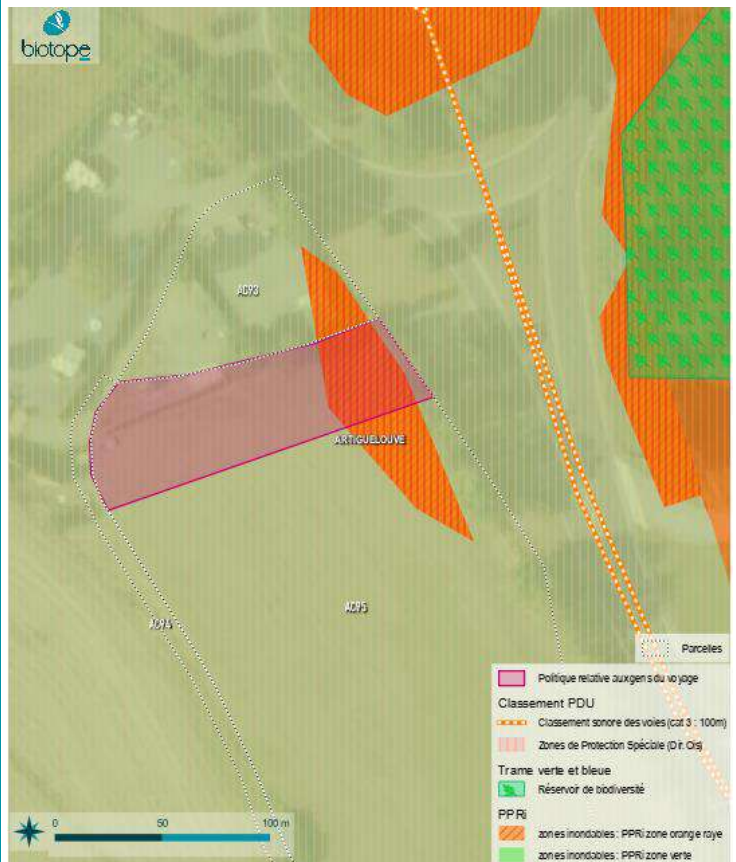 biotope
AC93
ARTIGUELOUVE
AC95
AC94
Parcelles
Politique relative aux gens du voyage
Classement PDU
Classement sonore des voies (cat 3 : 100m)
Zones de Protection Spéciale (Dir. Ois)
Trame verte et bleue
Réservoir de biodiversité
PPRi
zones inondables : PPRi zone orange raye
zones inondables : PPRi zone verte
0 50 100 m